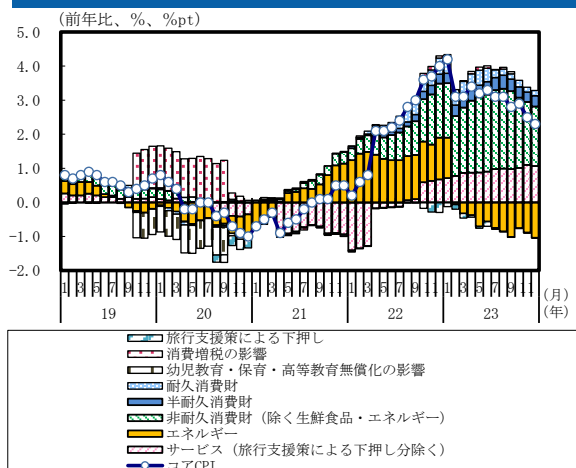 (前年比、%、%pt)
5.0
4.0
3.0
2.0
1.0
0.0
-1.0
-2.0
1 3 5 7 9 11 1 3 5 7 9 11 1 3 5 7 9 11 1 3 5 7 9 11 1 3 5 7 9 11 (月)
19 20 21 22 23 (年)
旅行支援策による下押し
消費増税の影響
幼児教育・保育・高等教育無償化の影響
耐久消費財
半耐久消費財
非耐久消費財（除く生鮮食品・エネルギー）
エネルギー
サービス（旅行支援策による下押し分除く）
コアCPI